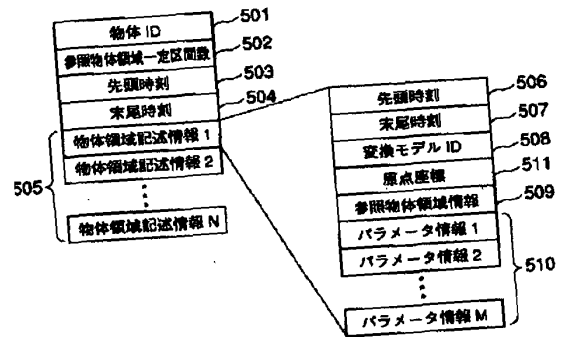 物体 ID
501
参照物体領域一定区間数
502
先頭時刻
503
末尾時刻
504
物体領域記述情報 1
物体領域記述情報 2
物体領域記述情報 N
505
先頭時刻
506
末尾時刻
507
変換モデル ID
508
原点座標
511
参照物体領域情報
509
パラメータ情報 1
パラメータ情報 2
パラメータ情報 M
510